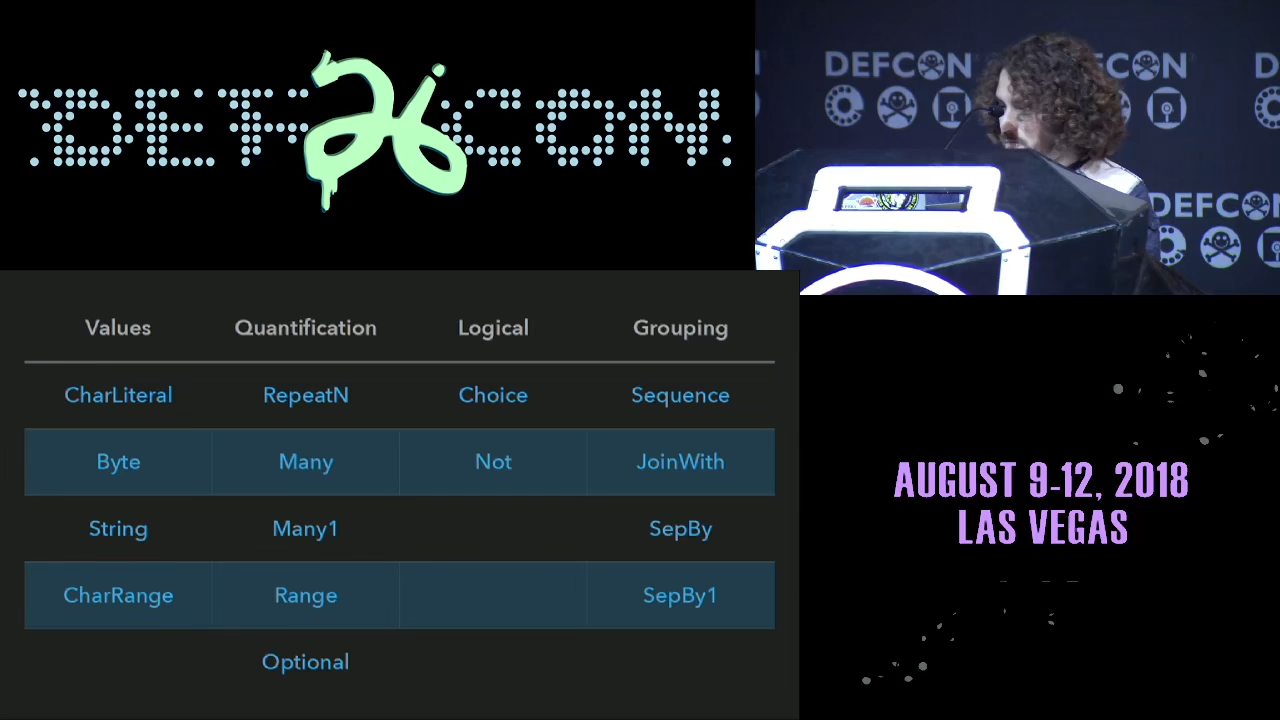 DEF 26 CON
DEFCON
DEFCON
DEFCON
Values Quantification Logical Grouping
CharLiteral RepeatN Choice Sequence
Byte Many Not JoinWith
String Many1 SepBy
CharRange Range SepBy1
Optional
AUGUST 9-12, 2018
LAS VEGAS